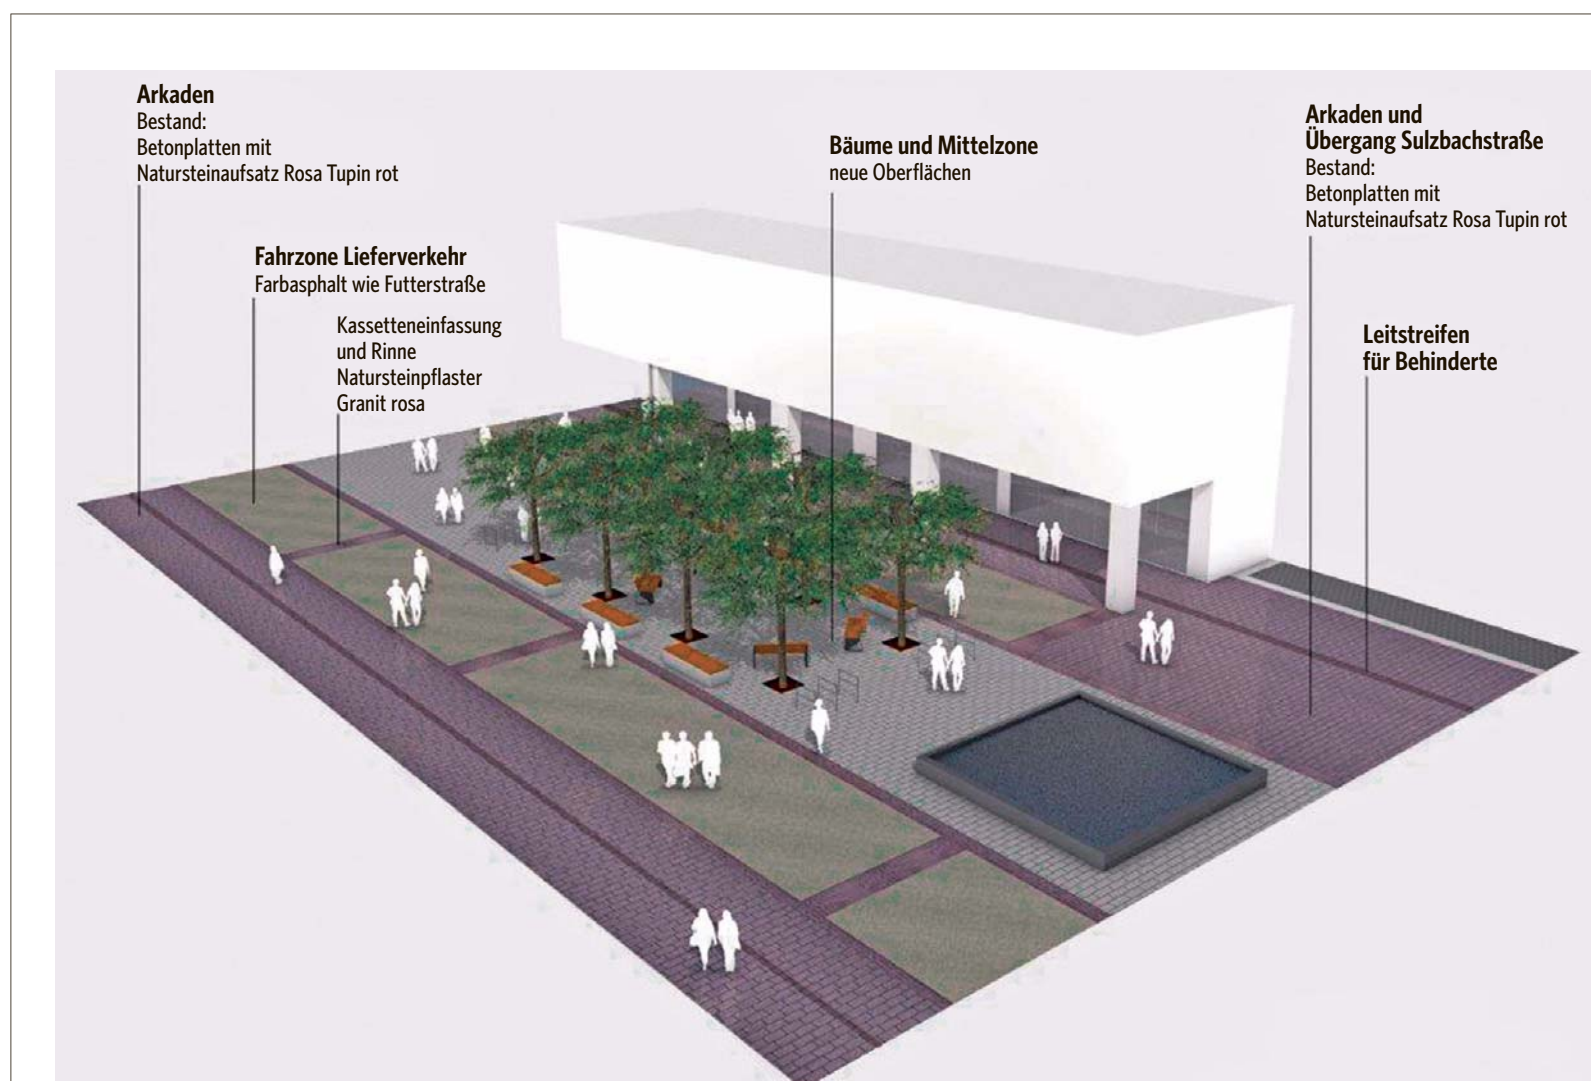 Arkaden
Bestand:
Betonplatten mit
Natursteinaufsatz Rosa Tupin rot
Fahrzone Lieferverkehr
Farbasphalt wie Futterstraße
Kassetteneinfassung
und Rinne
Natursteinpflaster
Granit rosa
Bäume und Mittelzone
neue Oberflächen
Arkaden und
Übergang Sulzbachstraße
Bestand:
Betonplatten mit
Natursteinaufsatz Rosa Tupin rot
Leitstreifen
für Behinderte